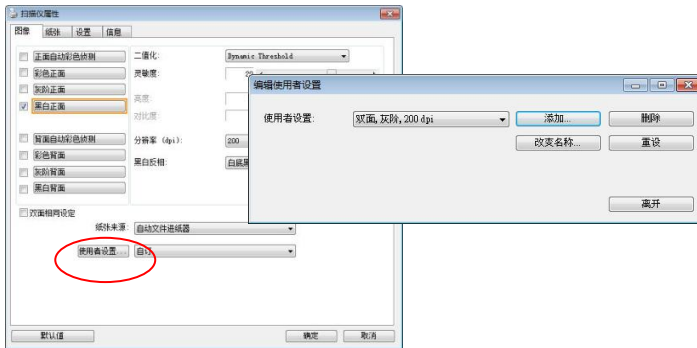 扫描仪属性
图像 纸张 设置 信息
正面自动彩色侦测
二值化:
Dynamic Threshold
彩色正面
灵敏度:
灰阶正面
黑白正面
亮度:
对比度:
背面自动彩色侦测
分辨率 (dpi):
200
彩色背面
黑白反相:
灰阶背面
黑白背面
双面相同设定
纸张来源:
自动文件进纸器
使用者设置...
自订
默认值
确定
取消
编辑使用者设置
使用者设置:
双面, 灰阶, 200 dpi
添加...
删除
改变名称...
重设
离开